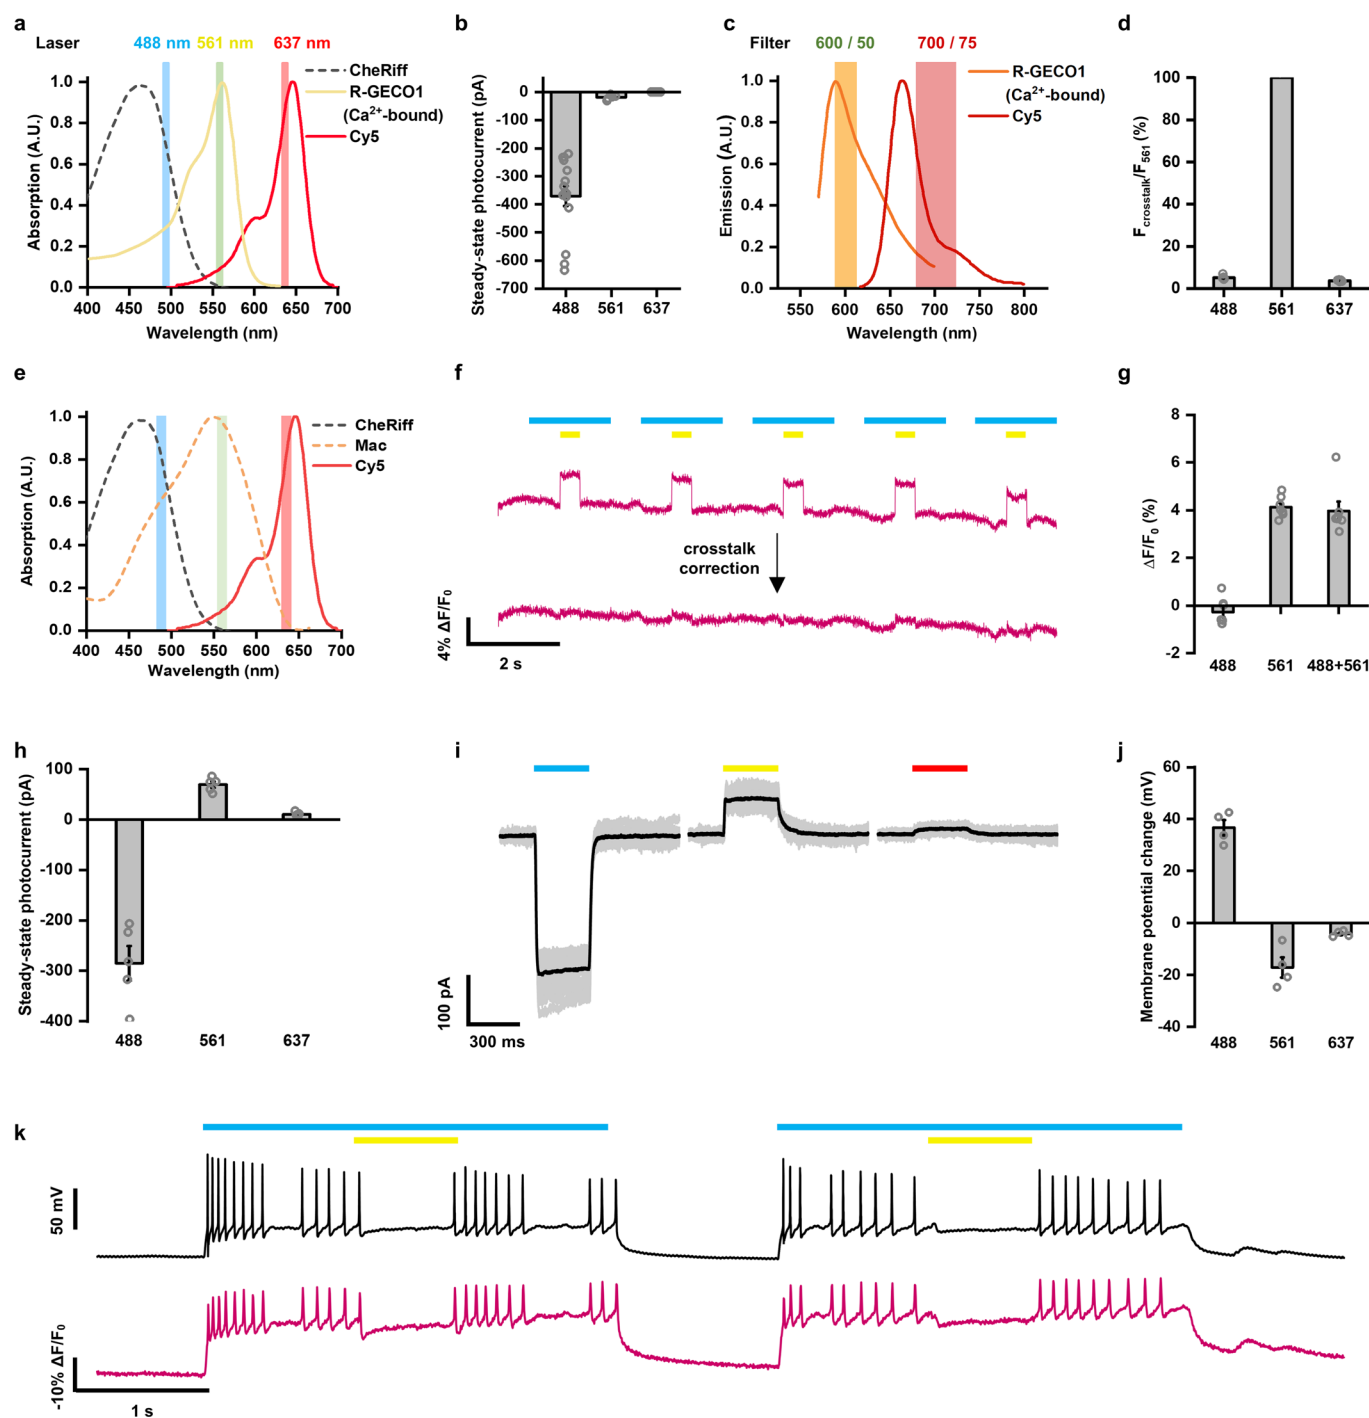 a
Laser 488 nm 561 nm 637 nm
CheRiff
R-GECO1
(Ca²⁺-bound)
Cy5
Absorption (A.U.)
1.0
0.8
0.6
0.4
0.2
0.0
400 450 500 550 600 650 700
Wavelength (nm)
b
Steady-state photocurrent (pA)
0
-100
-200
-300
-400
-500
-600
-700
488 561 637
c
Filter 600 / 50 700 / 75
R-GECO1
(Ca²⁺-bound)
Cy5
Emission (A.U.)
1.0
0.8
0.6
0.4
0.2
0.0
550 600 650 700 750 800
Wavelength (nm)
d
F_crosstalk/F_561 (%)
100
80
60
40
20
0
488 561 637
e
CheRiff
Mac
Cy5
Absorption (A.U.)
1.0
0.8
0.6
0.4
0.2
0.0
400 450 500 550 600 650 700
Wavelength (nm)
f
crosstalk
correction
4% ΔF/F₀
2 s
g
ΔF/F₀ (%)
8
6
4
2
0
-2
488 561 488+561
h
Steady-state photocurrent (pA)
100
0
-100
-200
-300
-400
488 561 637
i
100 pA
300 ms
j
Membrane potential change (mV)
60
40
20
0
-20
-40
488 561 637
k
50 mV
-10% ΔF/F₀
1 s